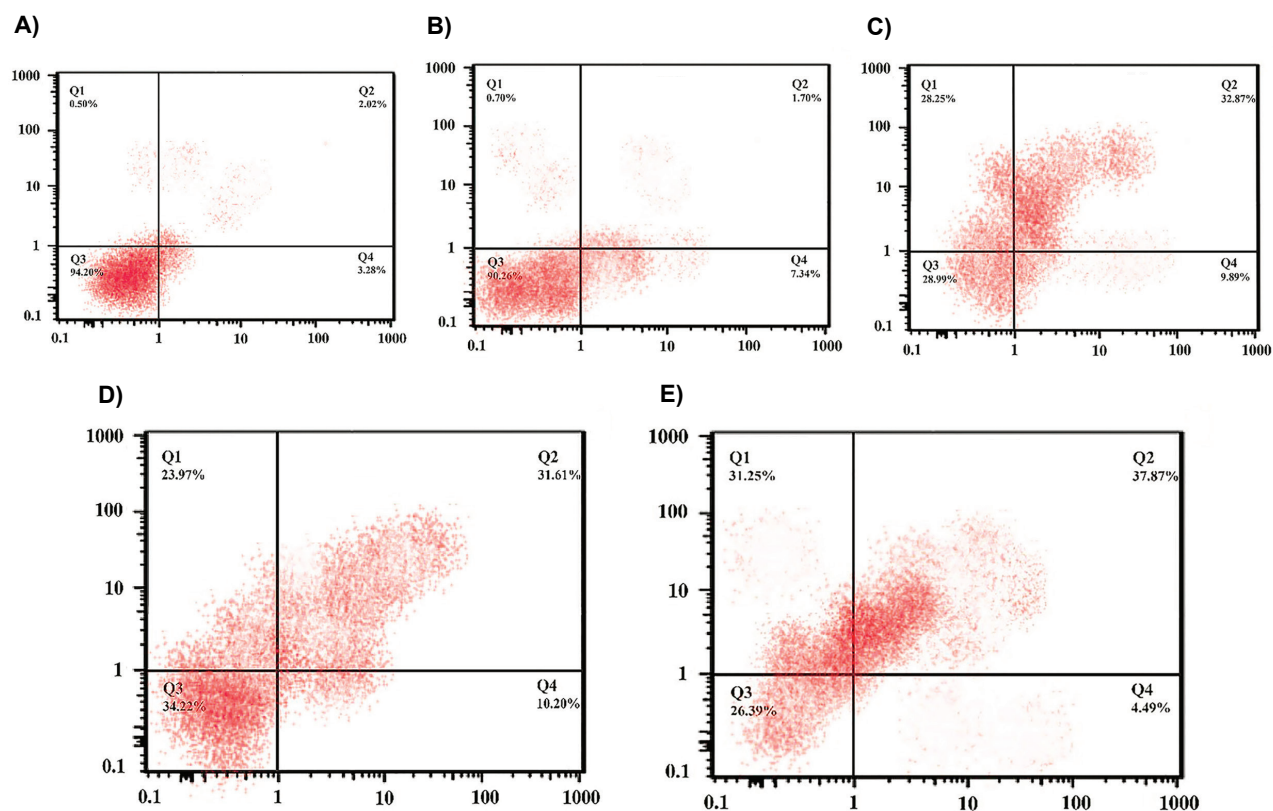 A)
1000
100
10
1
0.1
Q1
0.50%
Q2
2.02%
Q3
94.20%
Q4
3.28%
0.1 1 10 100 1000
B)
1000
100
10
1
0.1
Q1
0.70%
Q2
1.70%
Q3
90.26%
Q4
7.34%
0.1 1 10 100 1000
C)
1000
100
10
1
0.1
Q1
28.25%
Q2
32.87%
Q3
28.99%
Q4
9.89%
0.1 1 10 100 1000
D)
1000
100
10
1
0.1
Q1
23.97%
Q2
31.61%
Q3
34.22%
Q4
10.20%
0.1 1 10 100 1000
E)
1000
100
10
1
0.1
Q1
31.25%
Q2
37.87%
Q3
26.39%
Q4
4.49%
0.1 1 10 100 1000